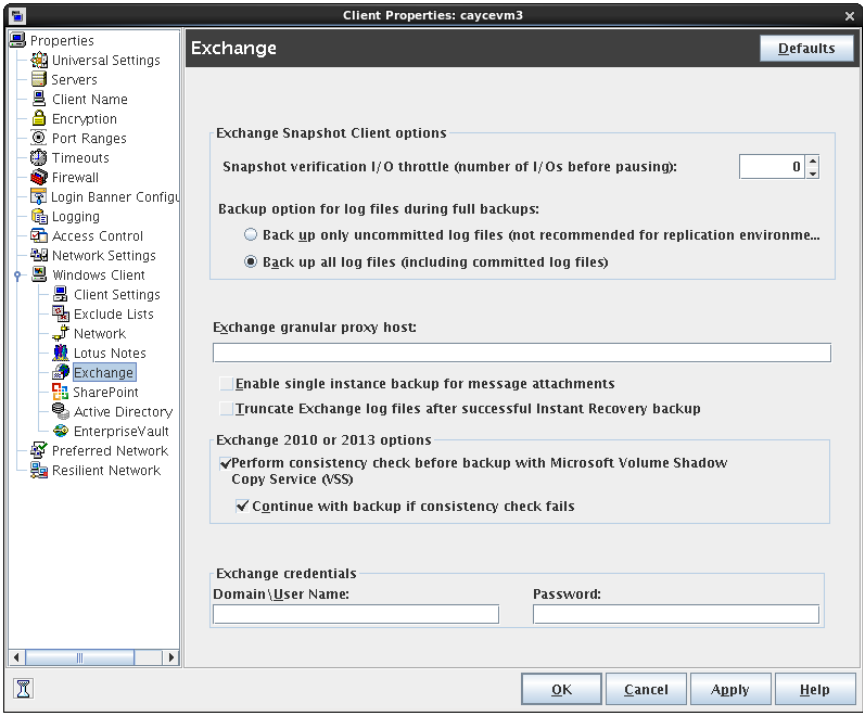 Client Properties: caycevm3
Properties
Universal Settings
Servers
Client Name
Encryption
Port Ranges
Timeouts
Firewall
Login Banner Configu
Logging
Access Control
Network Settings
Windows Client
Client Settings
Exclude Lists
Network
Lotus Notes
Exchange
SharePoint
Active Directory
EnterpriseVault
Preferred Network
Resilient Network
Exchange
Defaults
Exchange Snapshot Client options
Snapshot verification I/O throttle (number of I/Os before pausing):
0
Backup option for log files during full backups:
Back up only uncommitted log files (not recommended for replication environme...
Back up all log files (including committed log files)
Exchange granular proxy host:
Enable single instance backup for message attachments
Truncate Exchange log files after successful Instant Recovery backup
Exchange 2010 or 2013 options
Perform consistency check before backup with Microsoft Volume Shadow
Copy Service (VSS)
Continue with backup if consistency check fails
Exchange credentials
Domain\User Name:
Password:
OK
Cancel
Apply
Help